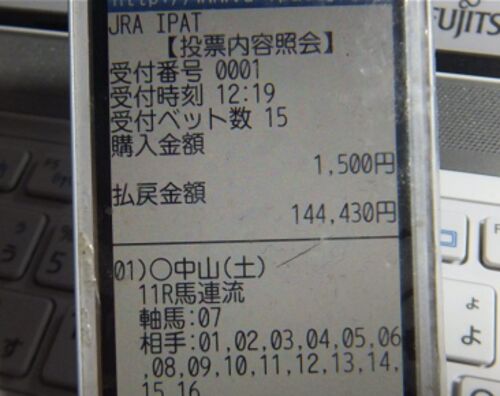 JRA IPAT
【投票内容照会】
受付番号 0001
受付時刻 12:19
受付ベット数 15
購入金額
1,500円
払戻金額
144,430円
01)○中山(土)
11R馬連流
軸馬:07
相手:01,02,03,04,05,06
,08,09,10,11,12,13,14,
15,16
FUJITS